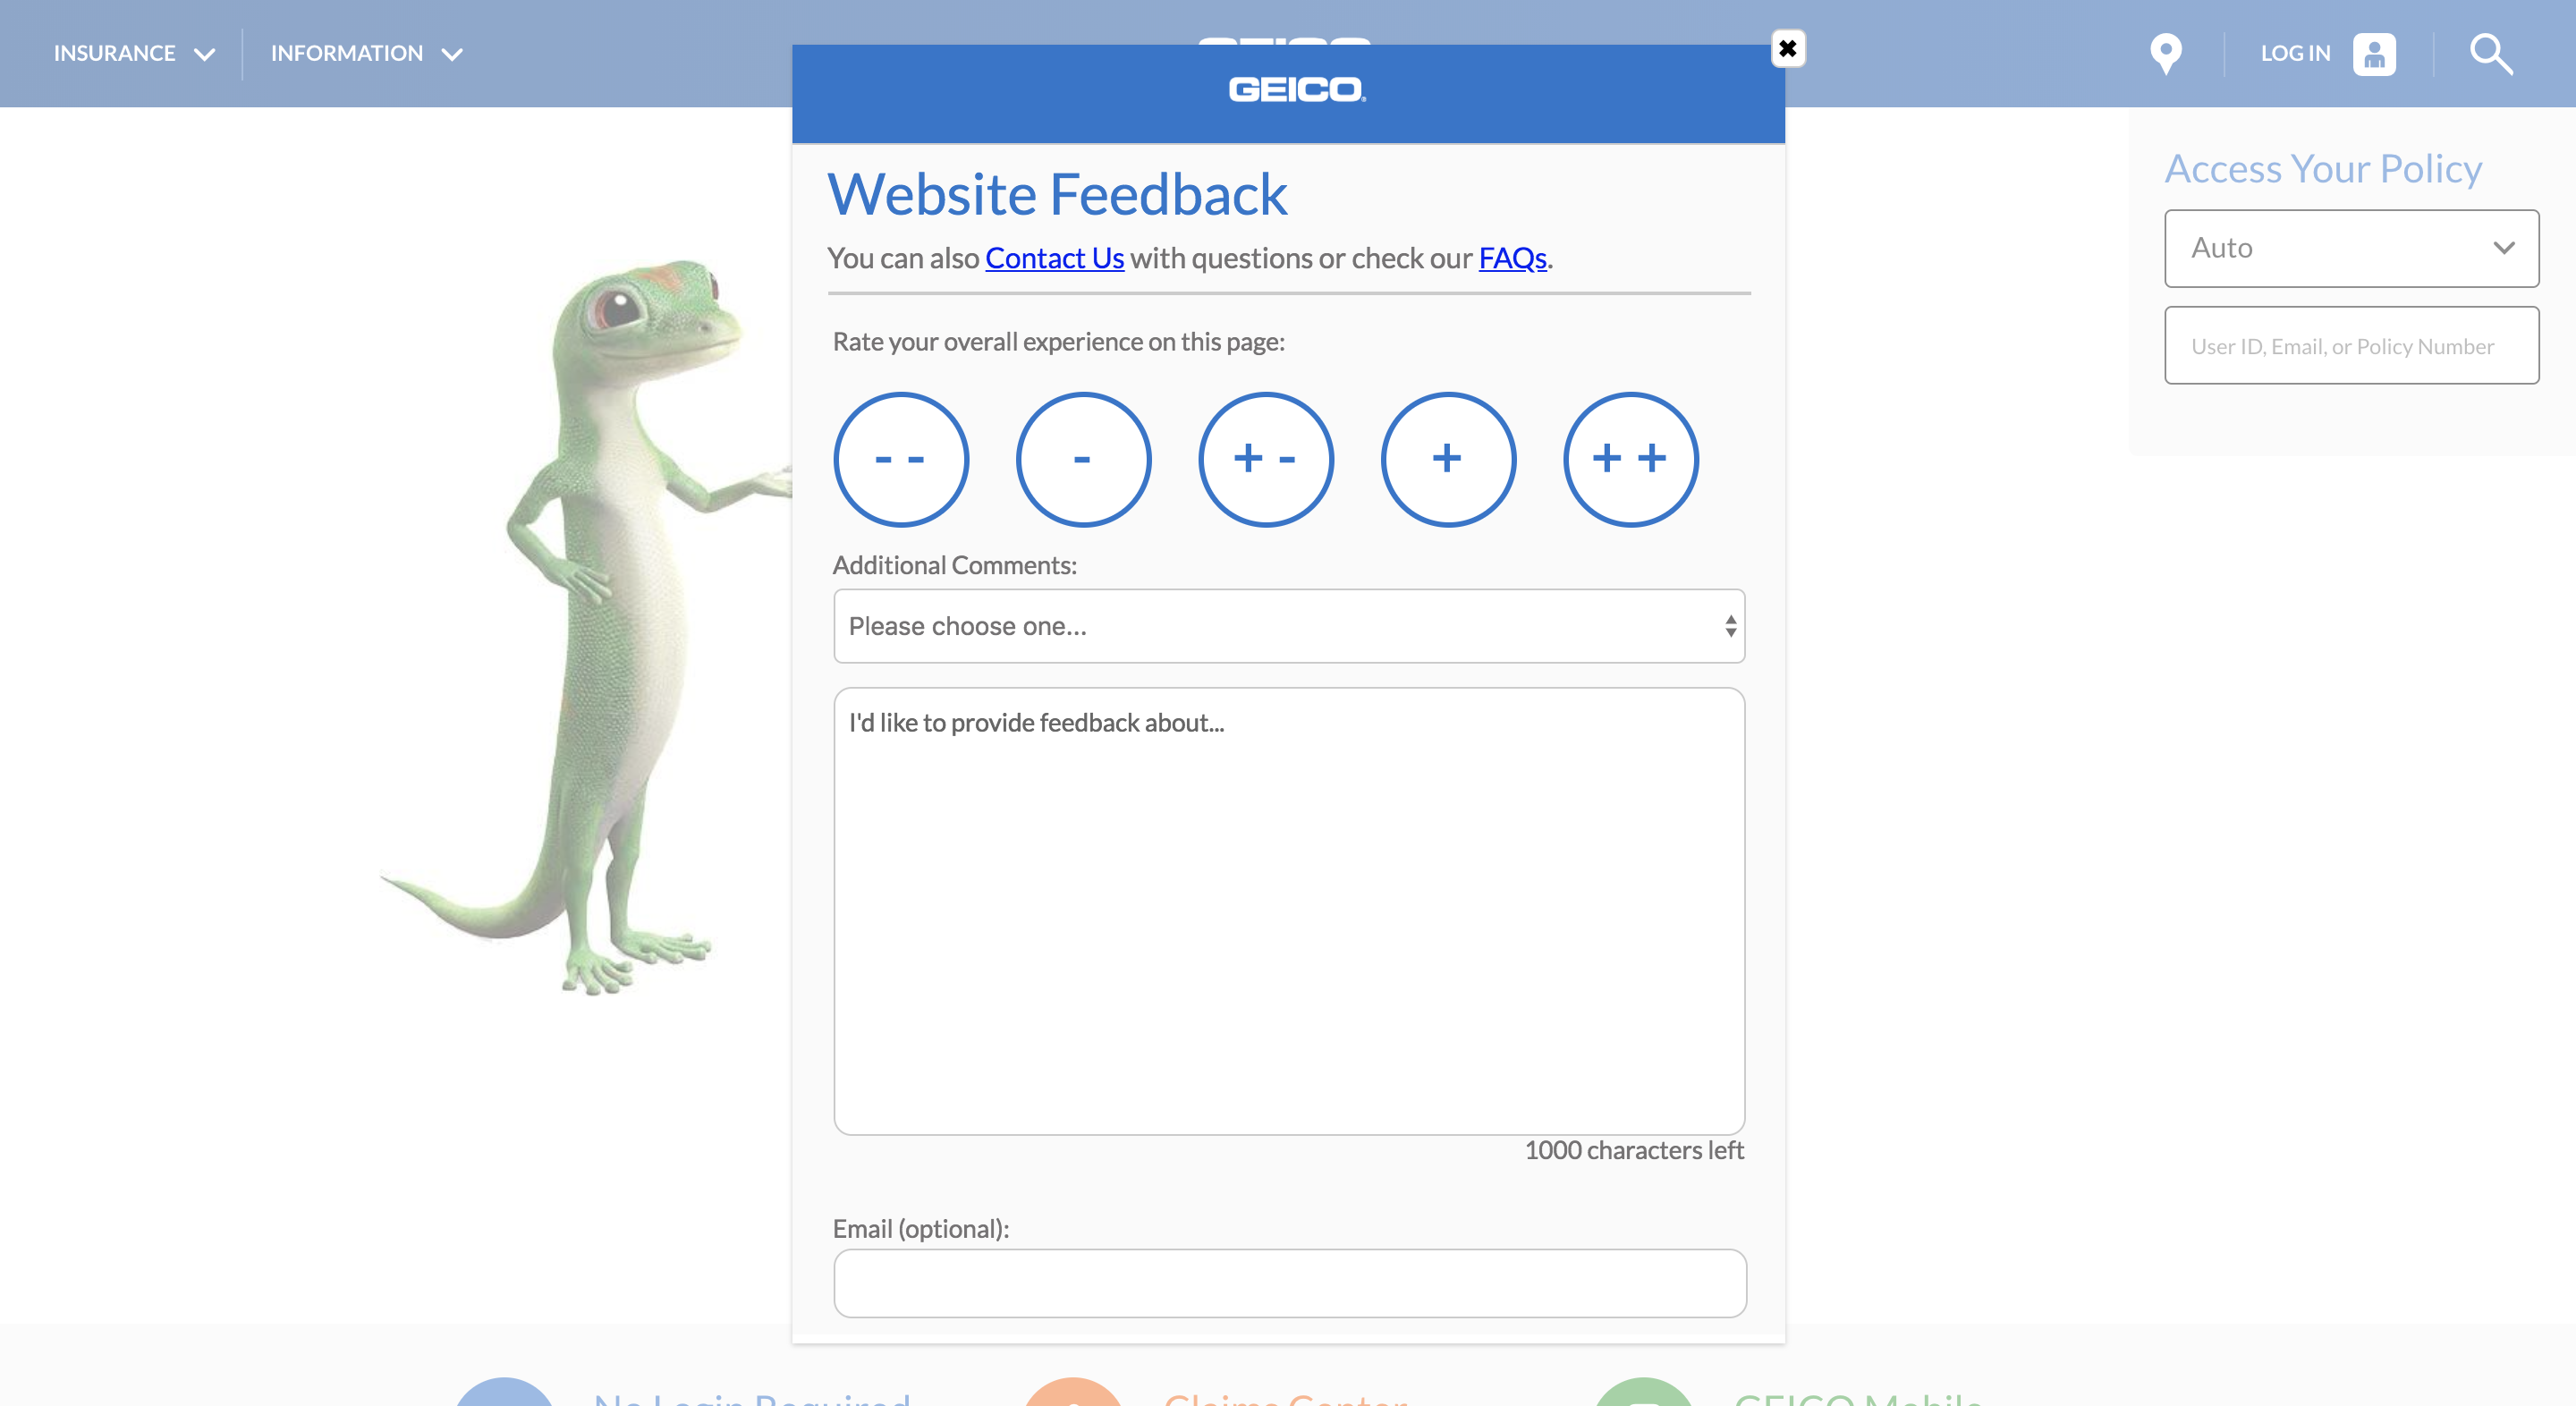 INSURANCE
INFORMATION
LOG IN
GEICO
Website Feedback
You can also Contact Us with questions or check our FAQs.
Rate your overall experience on this page:
- -
-
+ -
+
+ +
Additional Comments:
Please choose one...
I'd like to provide feedback about...
1000 characters left
Email (optional):
Access Your Policy
Auto
User ID, Email, or Policy Number
No Login Required
Claims Center
GEICO Mobile